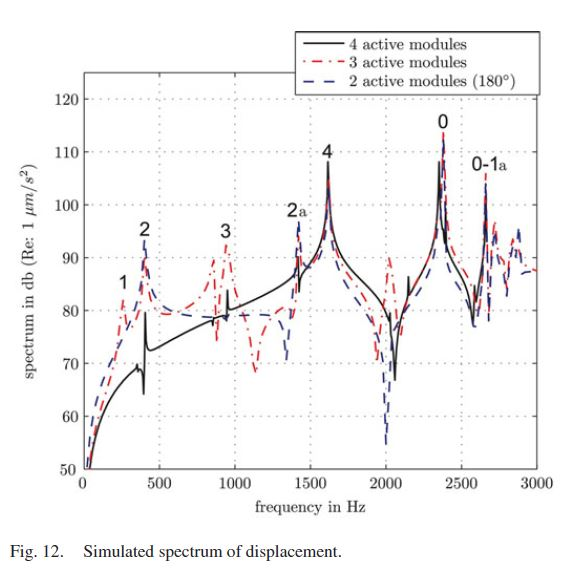 4 active modules
3 active modules
2 active modules (180°)
120
110
100
90
80
70
60
50
spectrum in db (Re: 1 μm/s²)
1
2
3
2a
4
0
0-1a
0 500 1000 1500 2000 0 2500 3000
frequency in Hz
Fig. 12. Simulated spectrum of displacement.